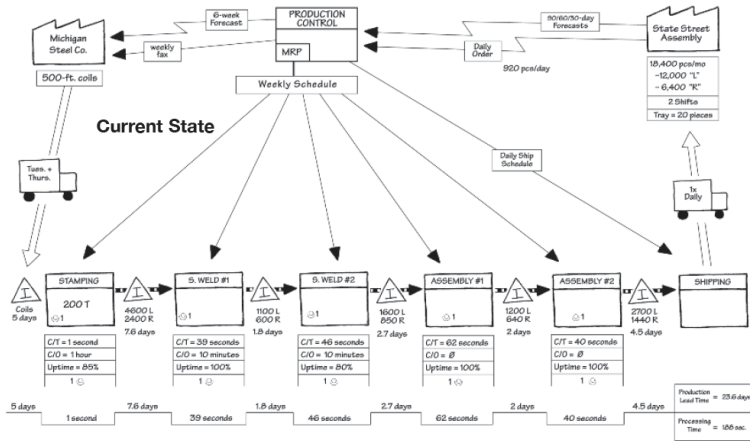 6-week
Forecast
PRODUCTION
CONTROL
MRP
90/60/30-day
Forecasts
State Street
Assembly
Michigan
Steel Co.
weekly
fax
Daily
Order
920 pcs/day
500-ft. coils
Weekly Schedule
18,400 pcs/mo
-12,000 "L"
- 6,400 "R"
2 Shifts
Tray = 20 pieces
Current State
Tues. +
Thurs.
Daily Ship
Schedule
1x
Daily
I
Coils
5 days
STAMPING
200 T
1
I
4600 L
2400 R
7.6 days
S. WELD #1
1
I
1100 L
600 R
1.8 days
S. WELD #2
1
I
1600 L
850 R
2.7 days
ASSEMBLY #1
1
I
1200 L
640 R
2 days
ASSEMBLY #2
1
I
2700 L
1440 R
4.5 days
SHIPPING
C/T = 1 second
C/O = 1 hour
Uptime = 85%
1
C/T = 39 seconds
C/O = 10 minutes
Uptime = 100%
1
C/T = 46 seconds
C/O = 10 minutes
Uptime = 80%
1
C/T = 62 seconds
C/O = Ø
Uptime = 100%
1
C/T = 40 seconds
C/O = Ø
Uptime = 100%
1
5 days
1 second
7.6 days
39 seconds
1.8 days
46 seconds
2.7 days
62 seconds
2 days
40 seconds
4.5 days
Production
Lead Time = 23.6 days
Processing
Time = 188 sec.